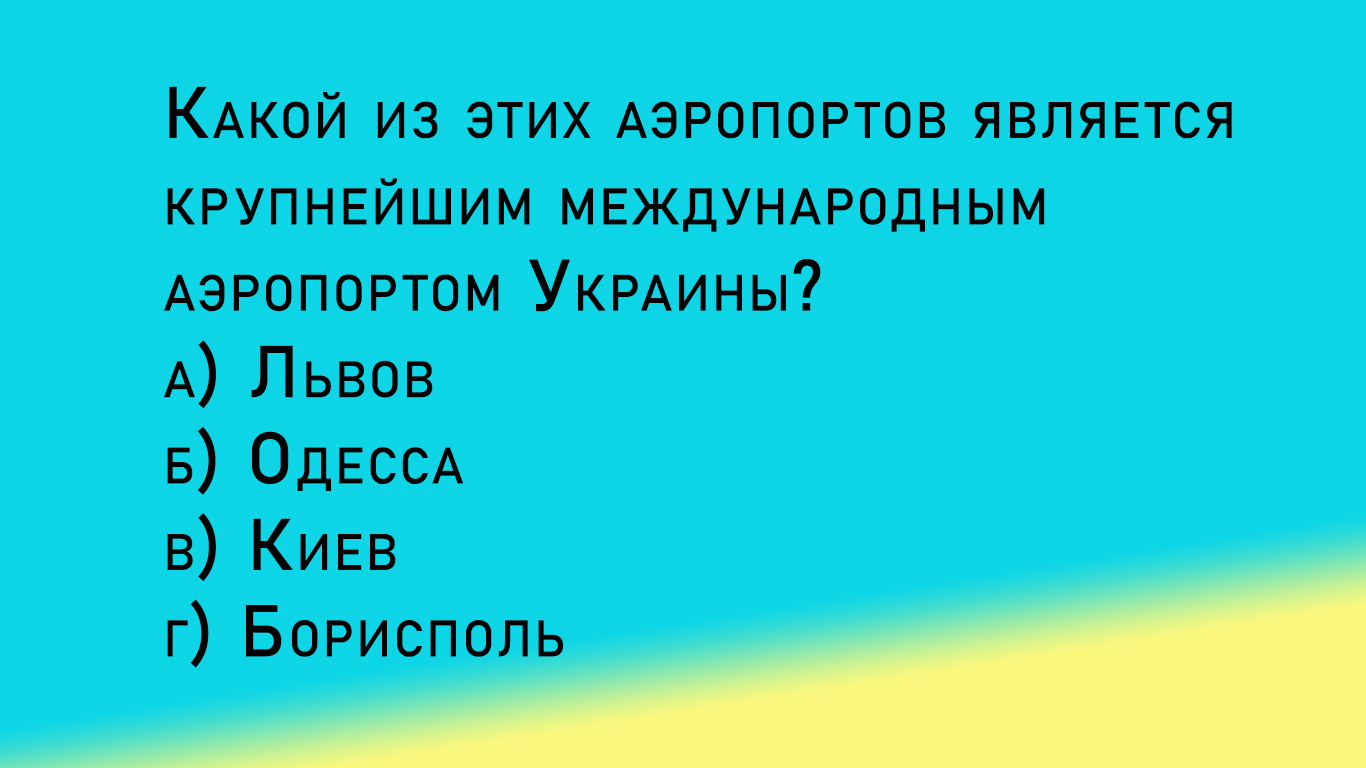 Какой из этих аэропортов является
крупнейшим международным
аэропортом Украины?
а) Львов
б) Одесса
в) Киев
г) Борисполь